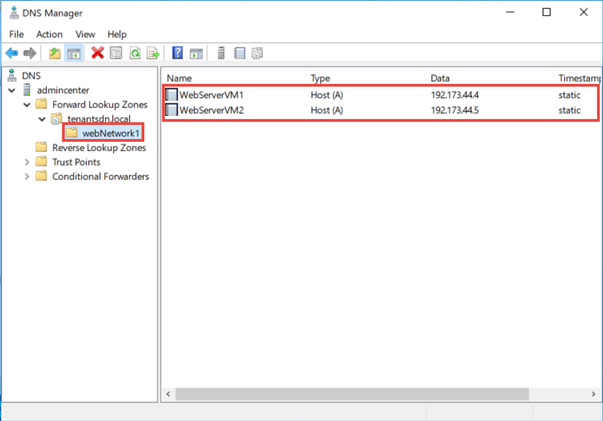 DNS Manager
File Action View Help
DNS
admincenter
Forward Lookup Zones
tenantsdn.local
webNetwork1
Reverse Lookup Zones
Trust Points
Conditional Forwarders
Name Type Data Timestamp
WebServerVM1 Host (A) 192.173.44.4 static
WebServerVM2 Host (A) 192.173.44.5 static